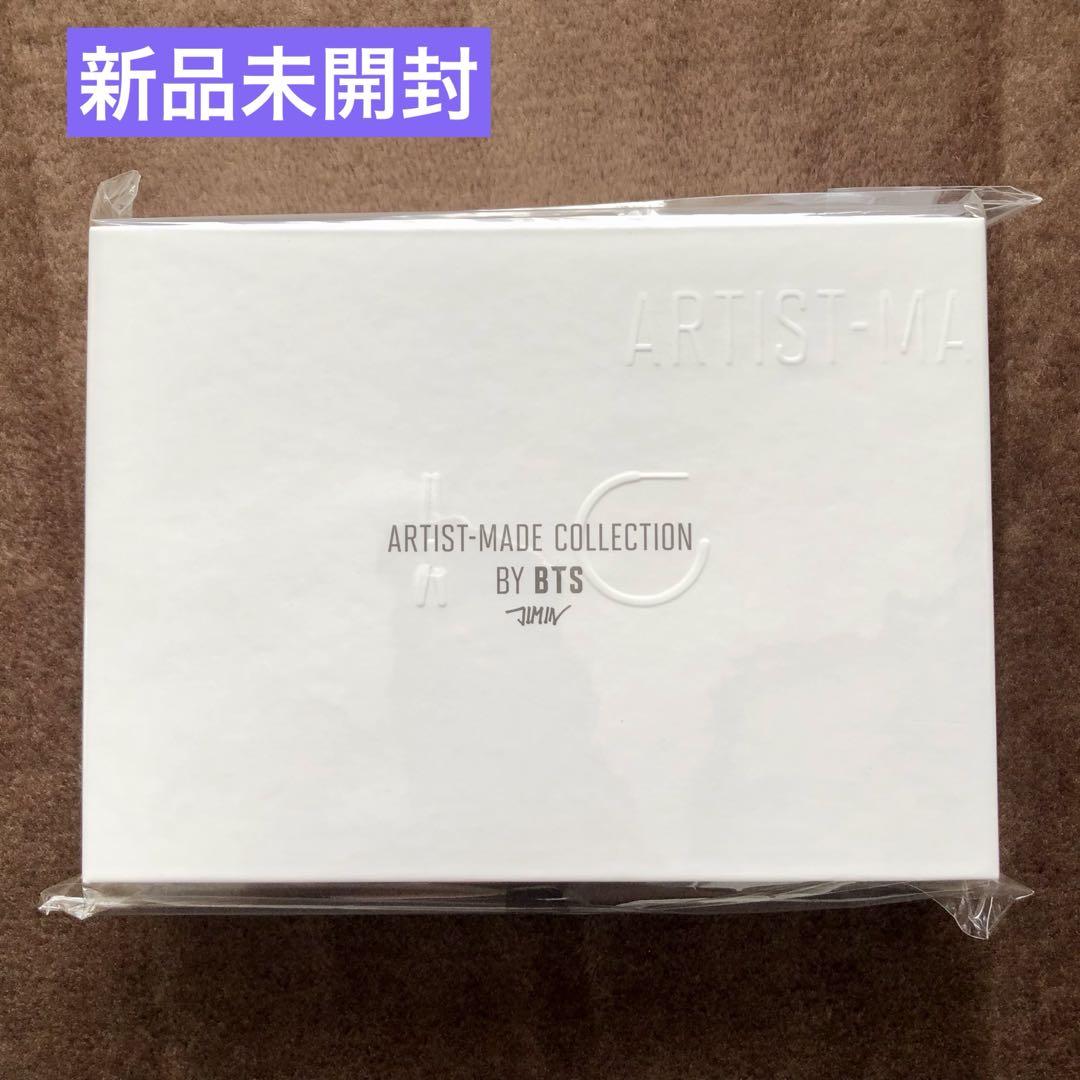 新品未開封
ARTIST-MA
ARTIST-MADE COLLECTION
BY BTS
JIMIN